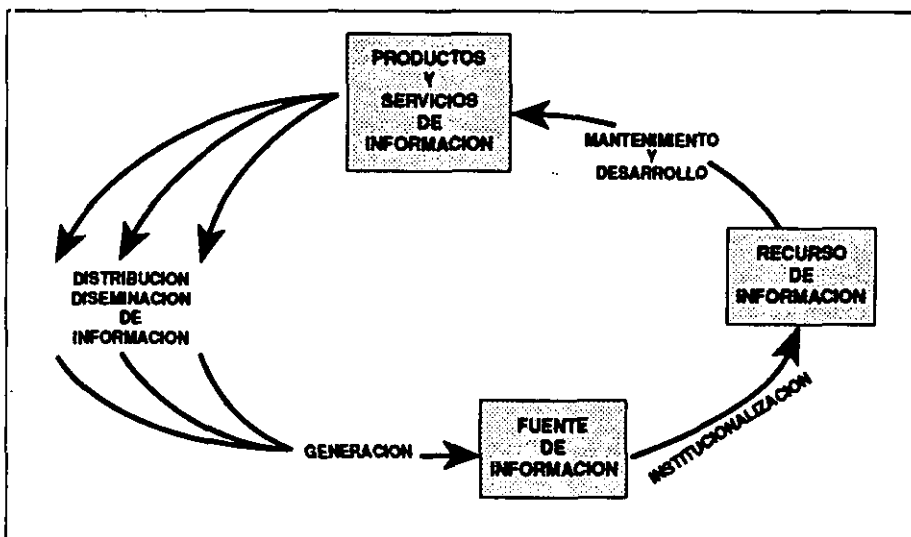 PRODUCTOS
Y
SERVICIOS
DE
INFORMACION
MANTENIMIENTO
Y
DESARROLLO
RECURSO
DE
INFORMACION
DISTRIBUCION
DISEMINACION
DE
INFORMACION
INSTITUCIONALIZACION
GENERACION
FUENTE
DE
INFORMACION